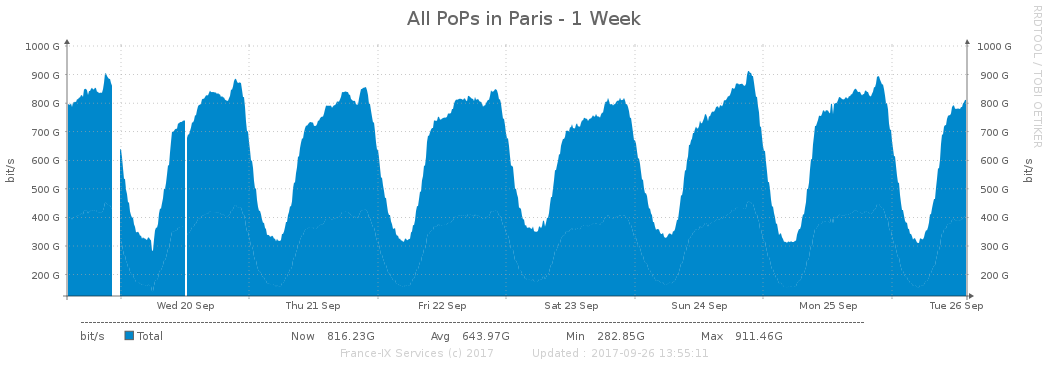 All PoPs in Paris - 1 Week
RRDTOOL / TOBI OETIKER
1000 G 1000 G
900 G 900 G
800 G 800 G
700 G 700 G
600 G 600 G
500 G 500 G
400 G 400 G
300 G 300 G
200 G 200 G
bit/s bit/s
Wed 20 Sep Thu 21 Sep Fri 22 Sep Sat 23 Sep Sun 24 Sep Mon 25 Sep Tue 26 Sep
bit/s Total Now 816.23G Avg 643.97G Min 282.85G Max 911.46G
France-IX Services (c) 2017 Updated : 2017-09-26 13:55:11